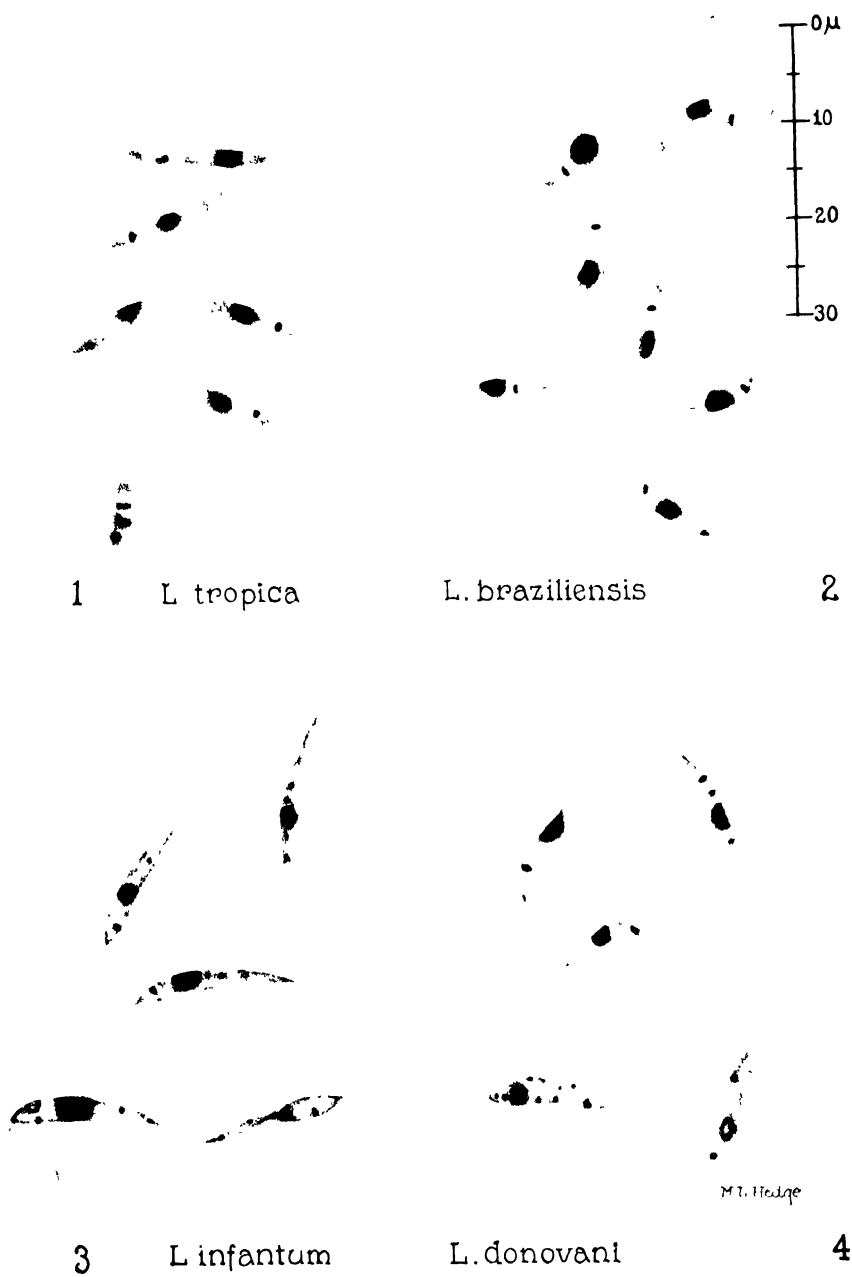 0μ
10
20
30
1 L tropica L. braziliensis 2
M.T. Hedge
3 L infantum L. donovani 4